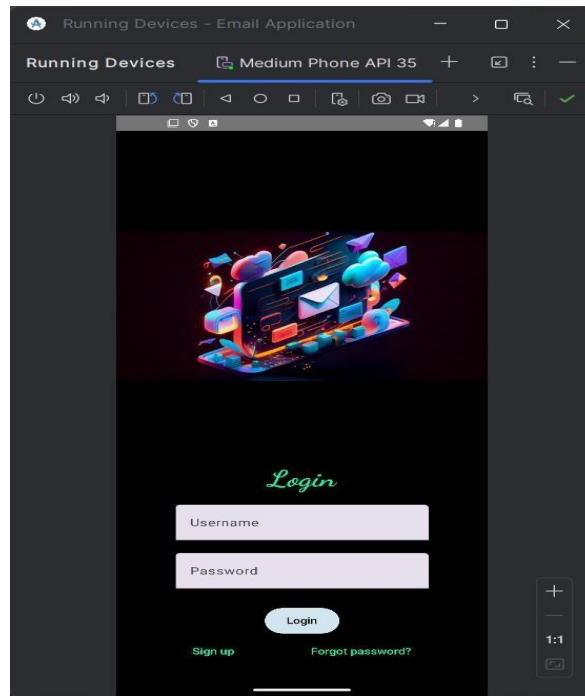 Running Devices - Email Application
Running Devices Medium Phone API 35
Login
Username
Password
Login
Sign up Forgot password?
1:1